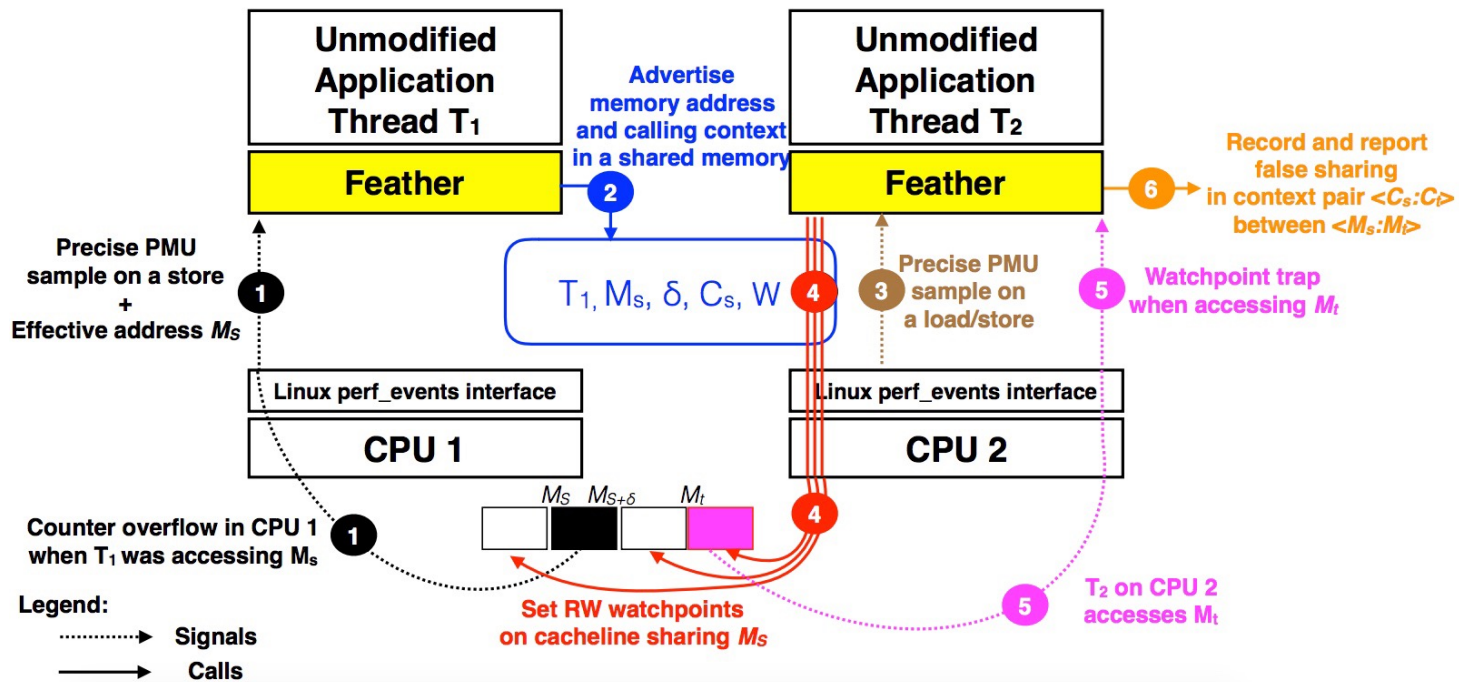 Unmodified
Application
Thread T₁
Feather
Advertise
memory address
and calling context
in a shared memory
2
Unmodified
Application
Thread T₂
Feather
6
Record and report
false sharing
in context pair <Cₛ:Cₜ>
between <Mₛ:Mₜ>
Precise PMU
sample on a store
+
Effective address Mₛ
1
T₁, Mₛ, δ, Cₛ, W
4
3
Precise PMU
sample on
a load/store
5
Watchpoint trap
when accessing Mₜ
Linux perf_events interface
CPU 1
Linux perf_events interface
CPU 2
Mₛ
Mₛ₊δ
Mₜ
4
Counter overflow in CPU 1
when T₁ was accessing Mₛ
1
Set RW watchpoints
on cacheline sharing Mₛ
5
T₂ on CPU 2
accesses Mₜ
Legend:
Signals
Calls